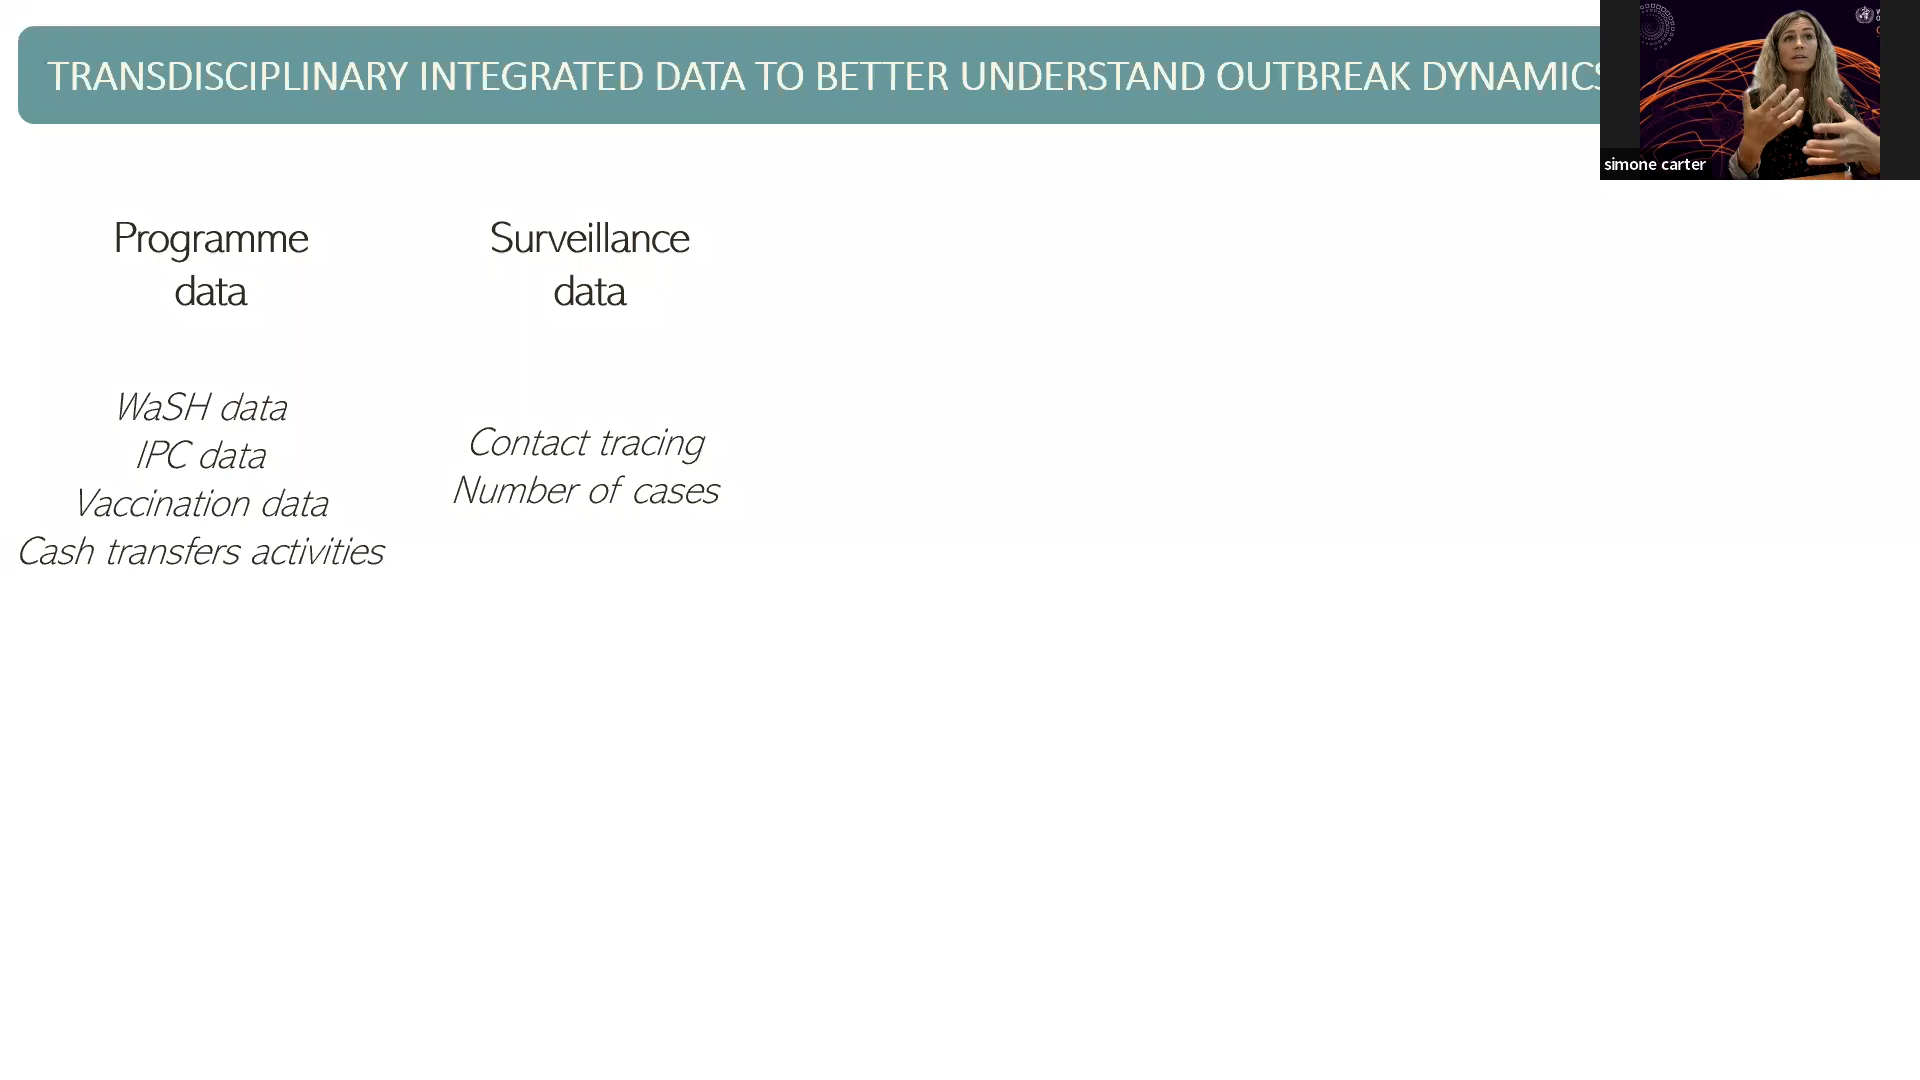 TRANSDISCIPLINARY INTEGRATED DATA TO BETTER UNDERSTAND OUTBREAK DYNAMICS
simone carter
Programme
data
Surveillance
data
WaSH data
IPC data
Vaccination data
Cash transfers activities
Contact tracing
Number of cases